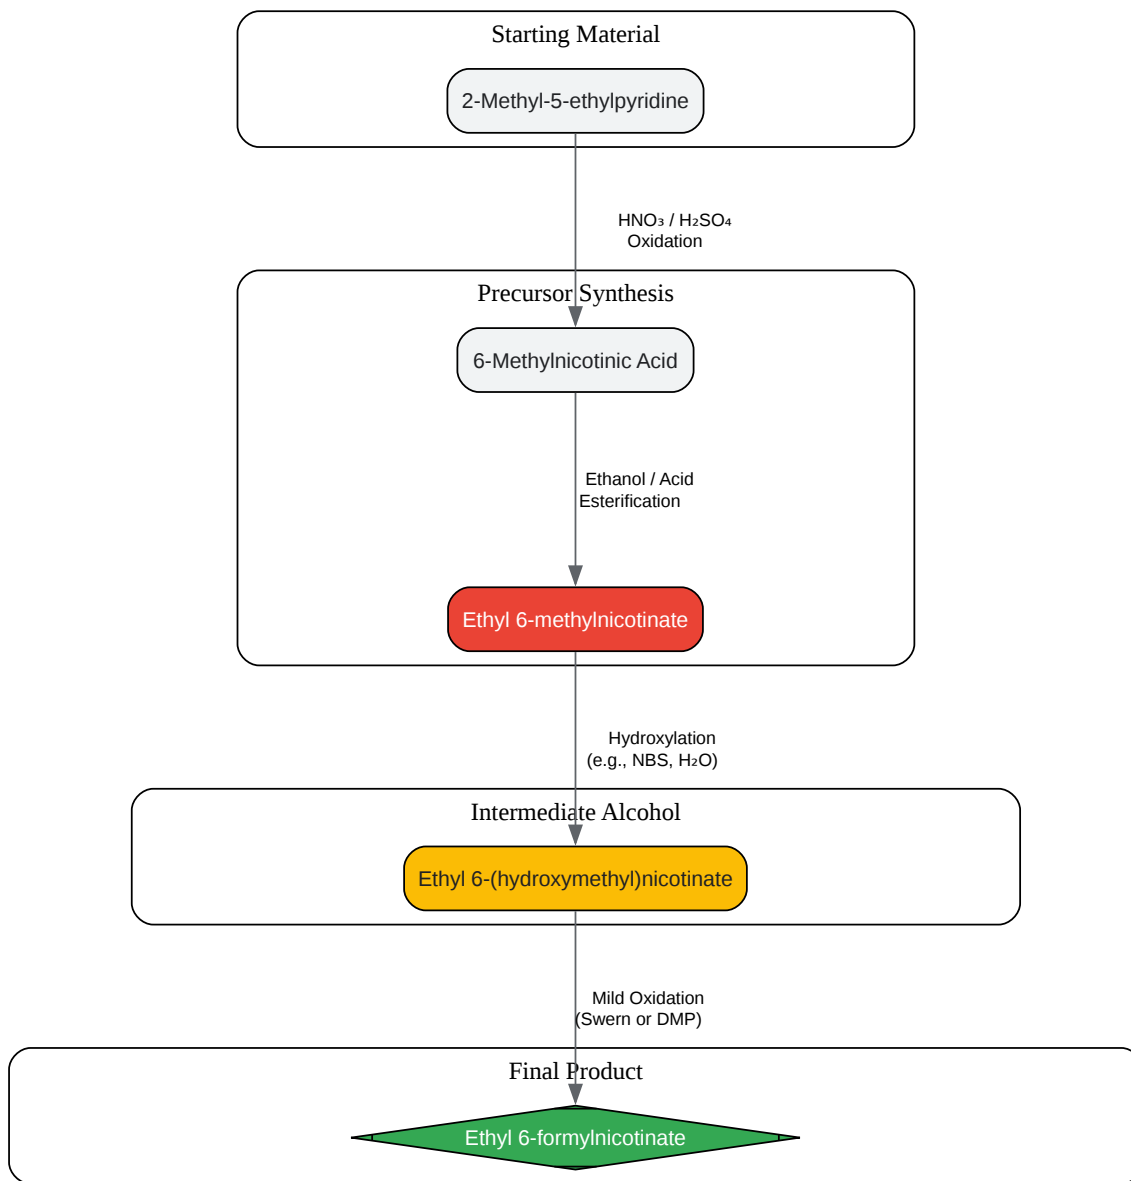 Starting Material
2-Methyl-5-ethylpyridine
HNO₃ / H₂SO₄
Oxidation
Precursor Synthesis
6-Methylnicotinic Acid
Ethanol / Acid
Esterification
Ethyl 6-methylnicotinate
Hydroxylation
(e.g., NBS, H₂O)
Intermediate Alcohol
Ethyl 6-(hydroxymethyl)nicotinate
Mild Oxidation
(Swern or DMP)
Final Product
Ethyl 6-formylnicotinate